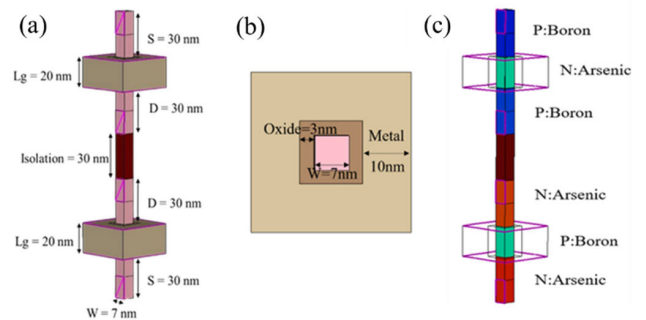 (a)
S = 30 nm
Lg = 20 nm
D = 30 nm
Isolation = 30 nm
D = 30 nm
Lg = 20 nm
S = 30 nm
W = 7 nm
(b)
Oxide=3nm
Metal
W=7nm
10nm
(c)
P:Boron
N:Arsenic
P:Boron
N:Arsenic
P:Boron
N:Arsenic